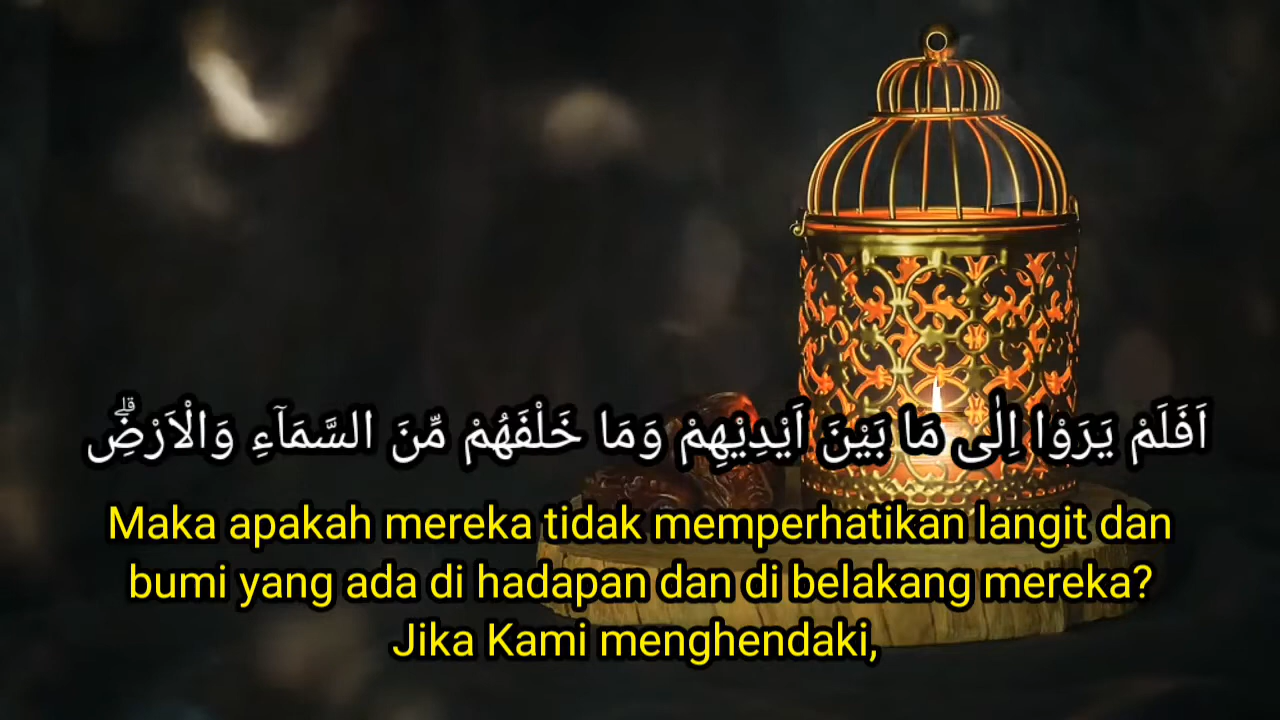 اَفَلَمْ يَرَوْا اِلٰى مَا بَيْنَ اَيْدِيْهِمْ وَمَا خَلْفَهُمْ مِّنَ السَّمَاۤءِ وَالْاَرْضِۗ
Maka apakah mereka tidak memperhatikan langit dan
bumi yang ada di hadapan dan di belakang mereka?
Jika Kami menghendaki,